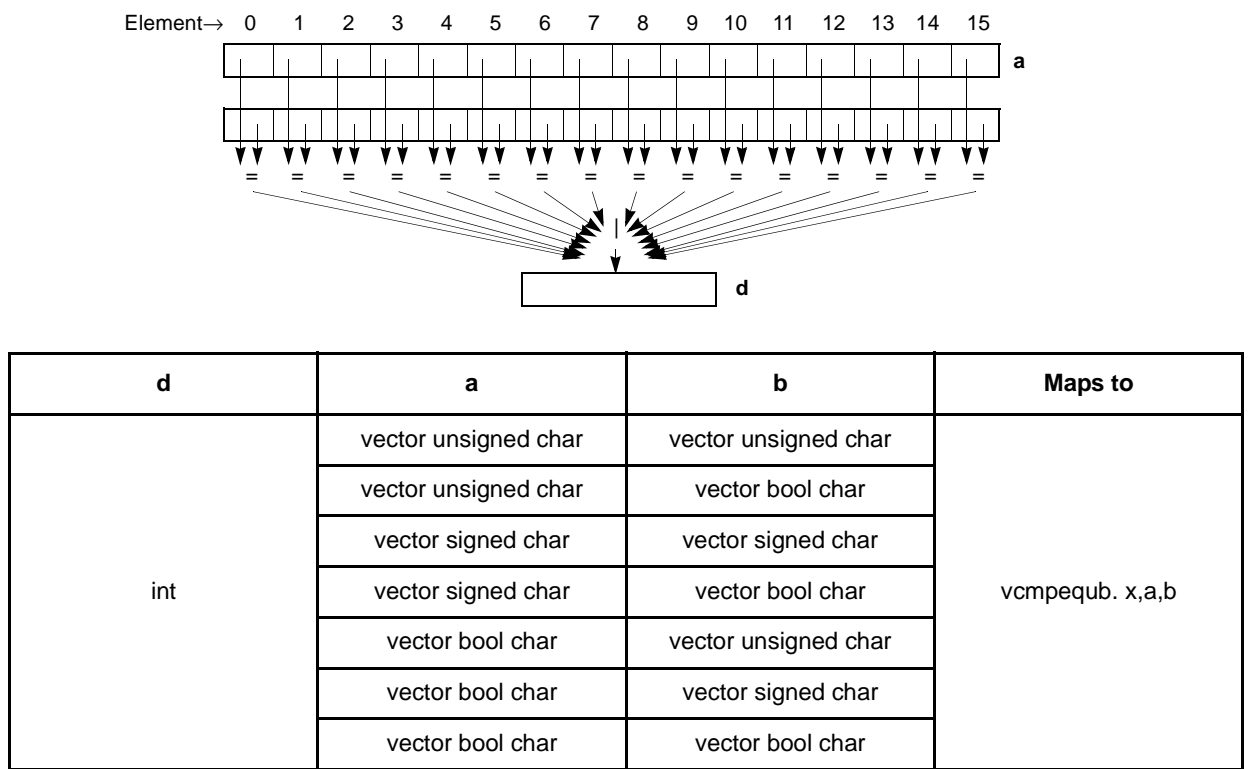 Element→ 0 1 2 3 4 5 6 7 8 9 10 11 12 13 14 15
a
= = = = = = = = = = = = = = = =
|
d
d a b Maps to
vector unsigned char vector unsigned char
vector unsigned char vector bool char
vector signed char vector signed char
int vector signed char vector bool char vcmpequb. x,a,b
vector bool char vector unsigned char
vector bool char vector signed char
vector bool char vector bool char